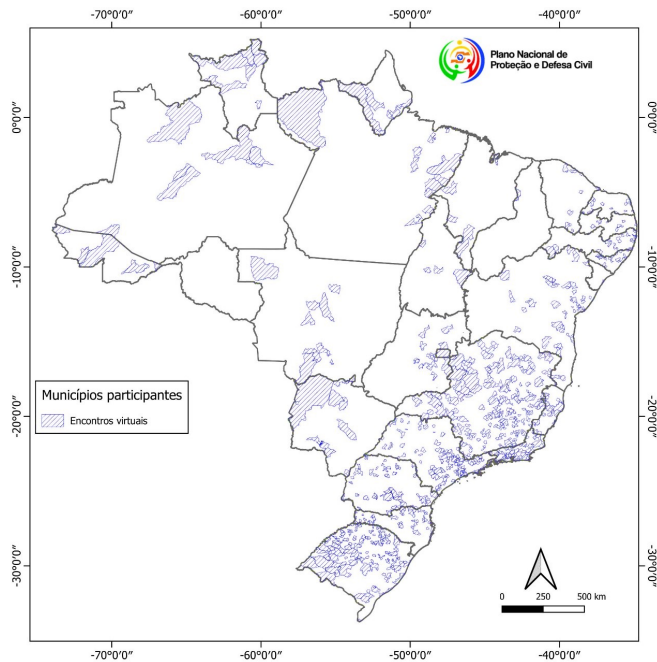 -70°0'0" -60°0'0" -50°0'0" -40°0'0"
Plano Nacional de
Proteção e Defesa Civil
0°0'0" 0°0'0"
-10°0'0" -10°0'0"
Municípios participantes
Encontros virtuais
-20°0'0" -20°0'0"
-30°0'0" -30°0'0"
0 250 500 km
-70°0'0" -60°0'0" -50°0'0" -40°0'0"